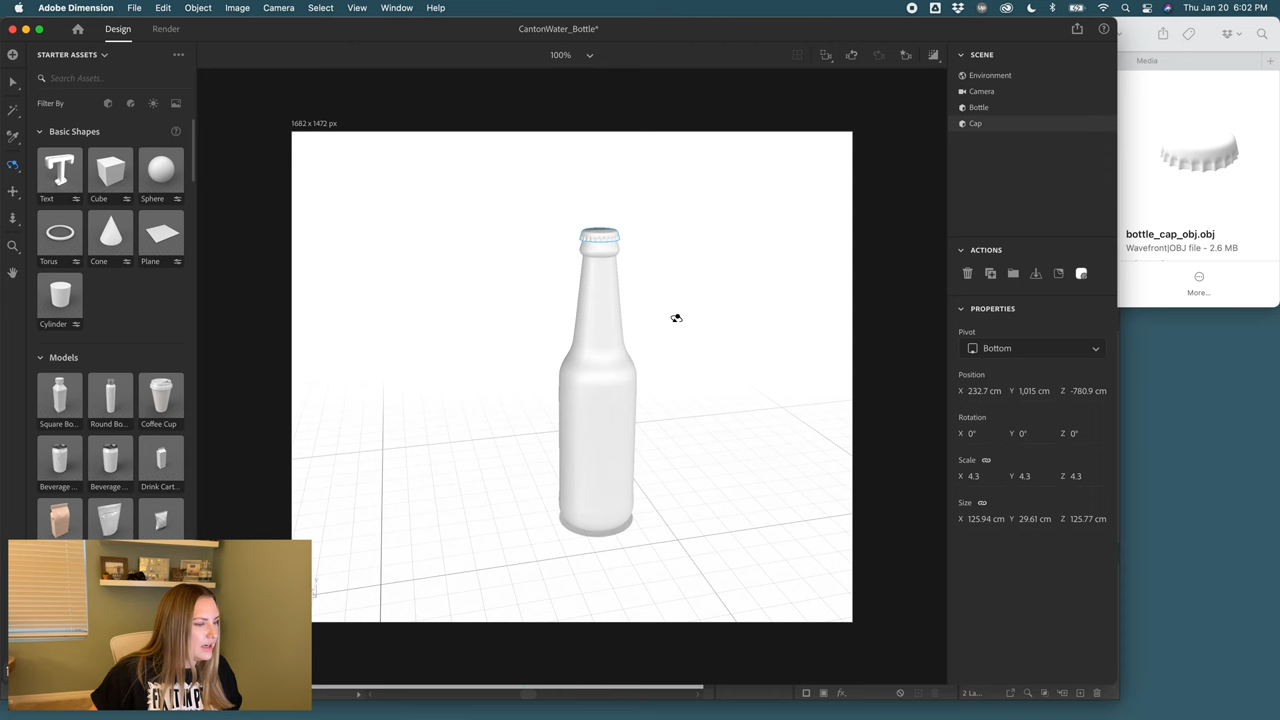 Adobe Dimension File Edit Object Image Camera Select View Window Help
Thu Jan 20 6:02 PM
Design
Render
CantonWater_Bottle*
STARTER ASSETS
100%
Search Assets...
Filter By
Basic Shapes
Text
Cube
Sphere
Torus
Cone
Plane
Cylinder
Models
Square Bo...
Round Bo...
Coffee Cup
Beverage ...
Beverage ...
Drink Cart...
1682 x 1472 px
SCENE
Environment
Camera
Bottle
Cap
ACTIONS
PROPERTIES
Pivot
Bottom
Position
X 232.7 cm Y 1,015 cm Z -780.9 cm
Rotation
X 0° Y 0° Z 0°
Scale
X 4.3 Y 4.3 Z 4.3
Size
X 125.94 cm Y 29.61 cm Z 125.77 cm
2 La...
Media
bottle_cap_obj.obj
Wavefront|OBJ file - 2.6 MB
More...